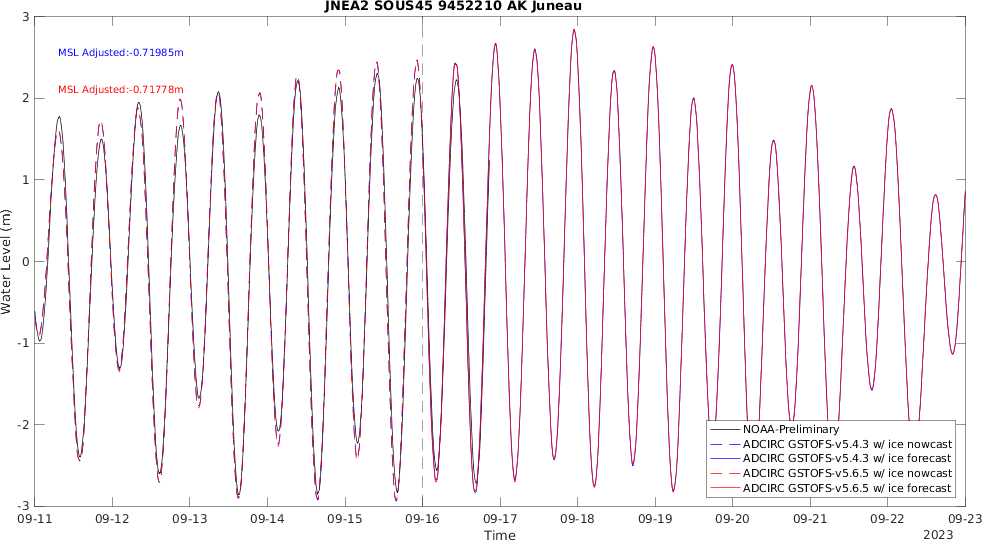 JNEA2 SOUS45 9452210 AK Juneau
MSL Adjusted:-0.71985m
MSL Adjusted:-0.71778m
3
2
1
0
-1
-2
-3
Water Level (m)
NOAA-Preliminary
ADCIRC GSTOFS-v5.4.3 w/ ice nowcast
ADCIRC GSTOFS-v5.4.3 w/ ice forecast
ADCIRC GSTOFS-v5.6.5 w/ ice nowcast
ADCIRC GSTOFS-v5.6.5 w/ ice forecast
09-11 09-12 09-13 09-14 09-15 09-16 09-17 09-18 09-19 09-20 09-21 09-22 09-23
Time
2023